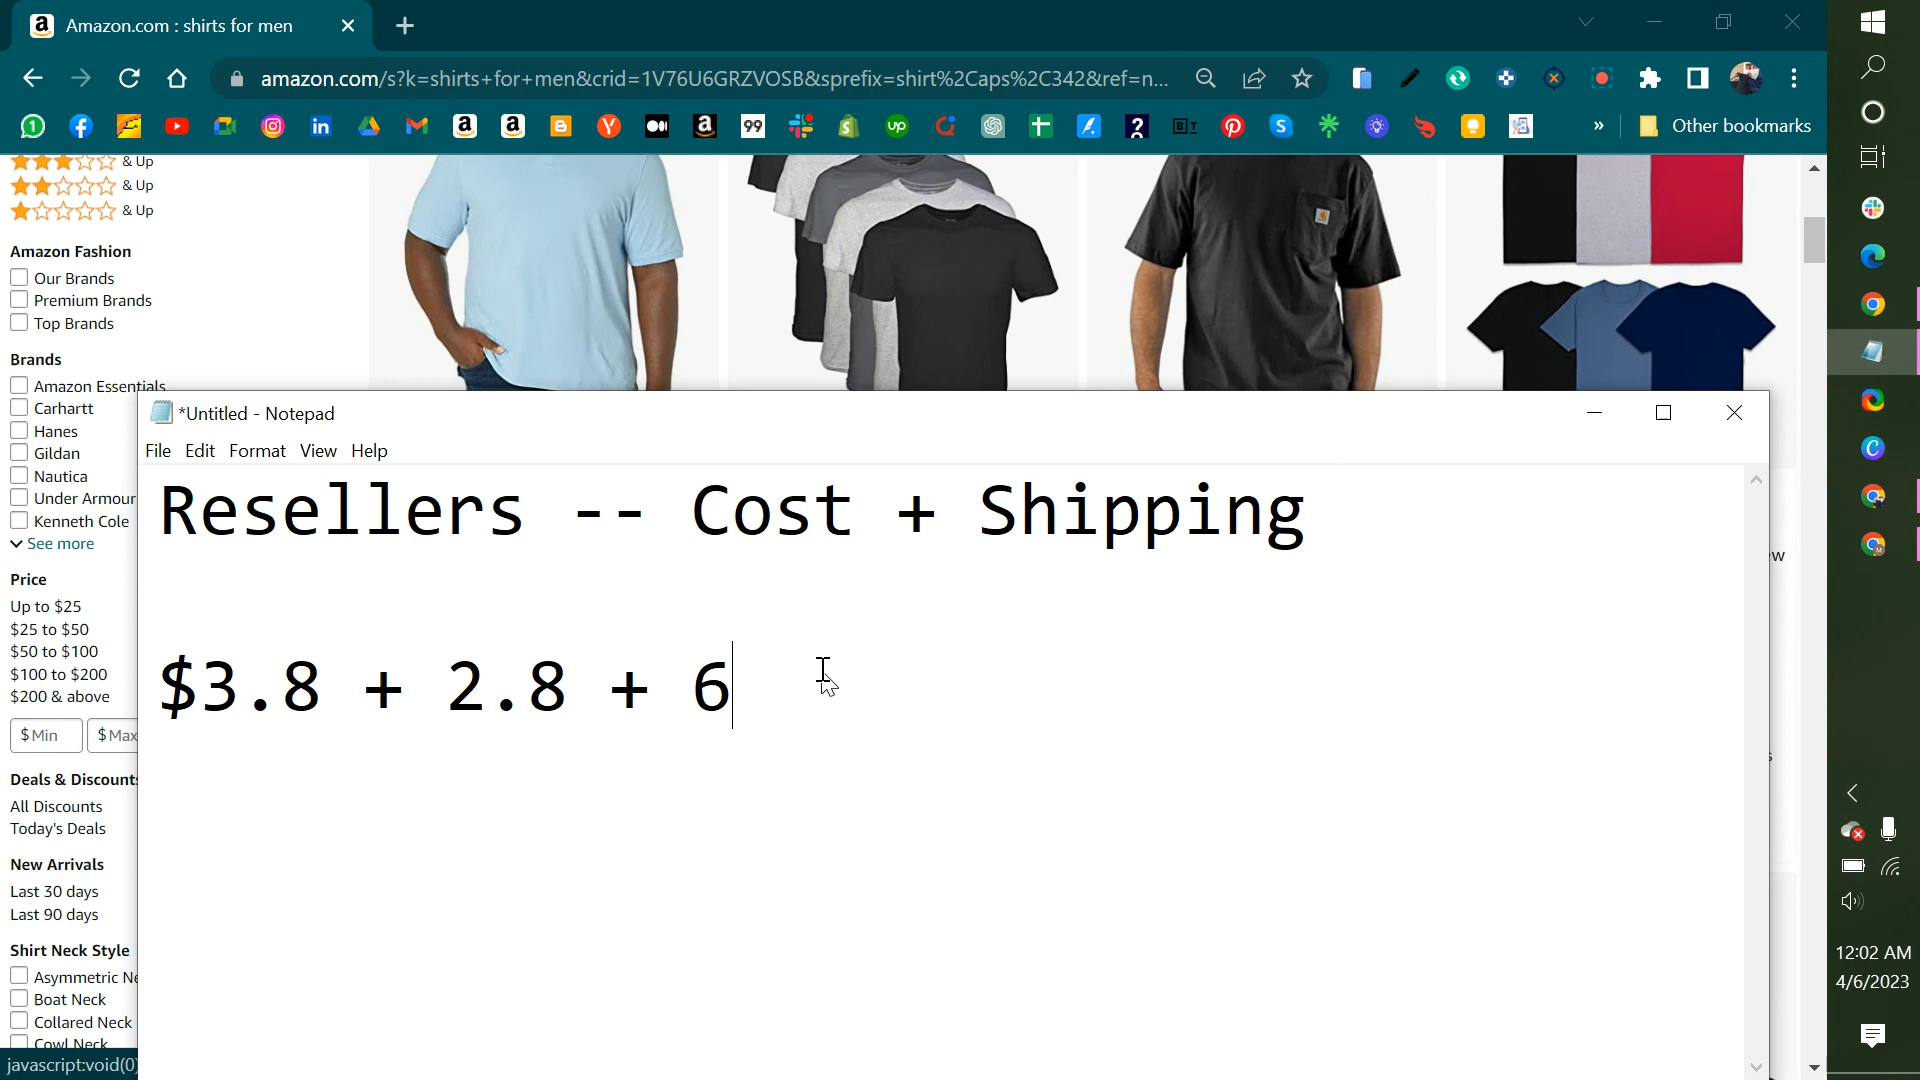 Amazon.com : shirts for men
amazon.com/s?k=shirts+for+men&crid=1V76U6GRZVOSB&sprefix=shirt%2Caps%2C342&ref=n...
» Other bookmarks
& Up
& Up
& Up
Amazon Fashion
Our Brands
Premium Brands
Top Brands
Brands
Amazon Essentials
Carhartt
Hanes
Gildan
Nautica
Under Armour
Kenneth Cole
See more
Price
Up to $25
$25 to $50
$50 to $100
$100 to $200
$200 & above
$ Min $ Max
Deals & Discounts
All Discounts
Today's Deals
New Arrivals
Last 30 days
Last 90 days
Shirt Neck Style
Asymmetric Ne
Boat Neck
Collared Neck
Cowl Neck
javascript:void(0)
*Untitled - Notepad
File Edit Format View Help
Resellers -- Cost + Shipping
$3.8 + 2.8 + 6
12:02 AM
4/6/2023